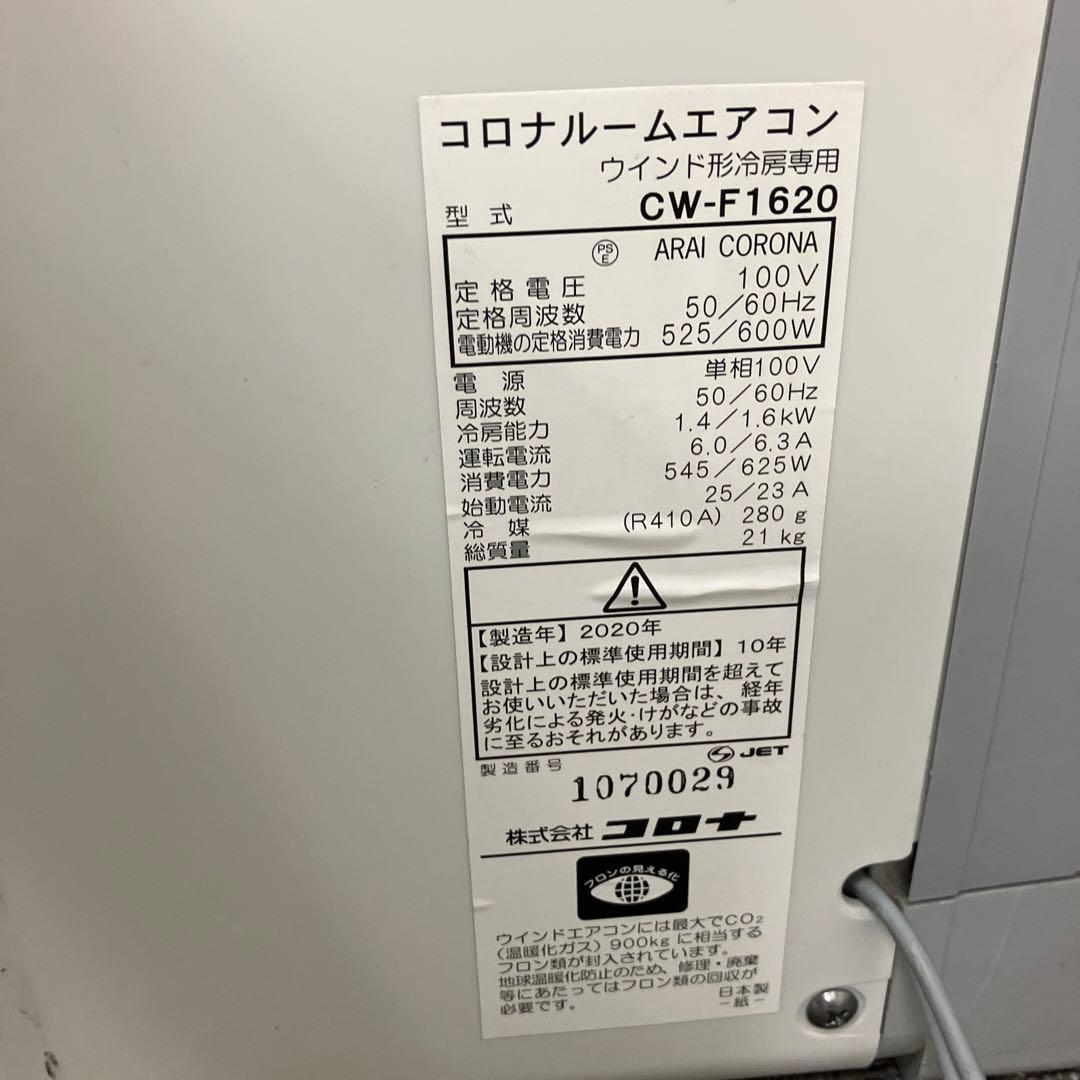 コロナルームエアコン
ウインド形冷房専用
型式 CW-F1620
PSE ARAI CORONA
定格電圧 100V
定格周波数 50/60Hz
電動機の定格消費電力 525/600W
電源 単相100V
周波数 50/60Hz
冷房能力 1.4/1.6kW
運転電流 6.0/6.3A
消費電力 545/625W
始動電流 25/23A
冷媒 (R410A) 280g
総質量 21kg
【製造年】2020年
【設計上の標準使用期間】10年
設計上の標準使用期間を超えて
お使いいただいた場合は、経年
劣化による発火・けがなどの事故
に至るおそれがあります。
JET
製造番号
1070029
株式会社コロナ
フロンの見える化
ウインドエアコンには最大でCO₂
(温暖化ガス)900kgに相当する
フロン類が封入されています。
地球温暖化防止のため、修理・廃棄
等にあたってはフロン類の回収が
必要です。
日本製
-紙-